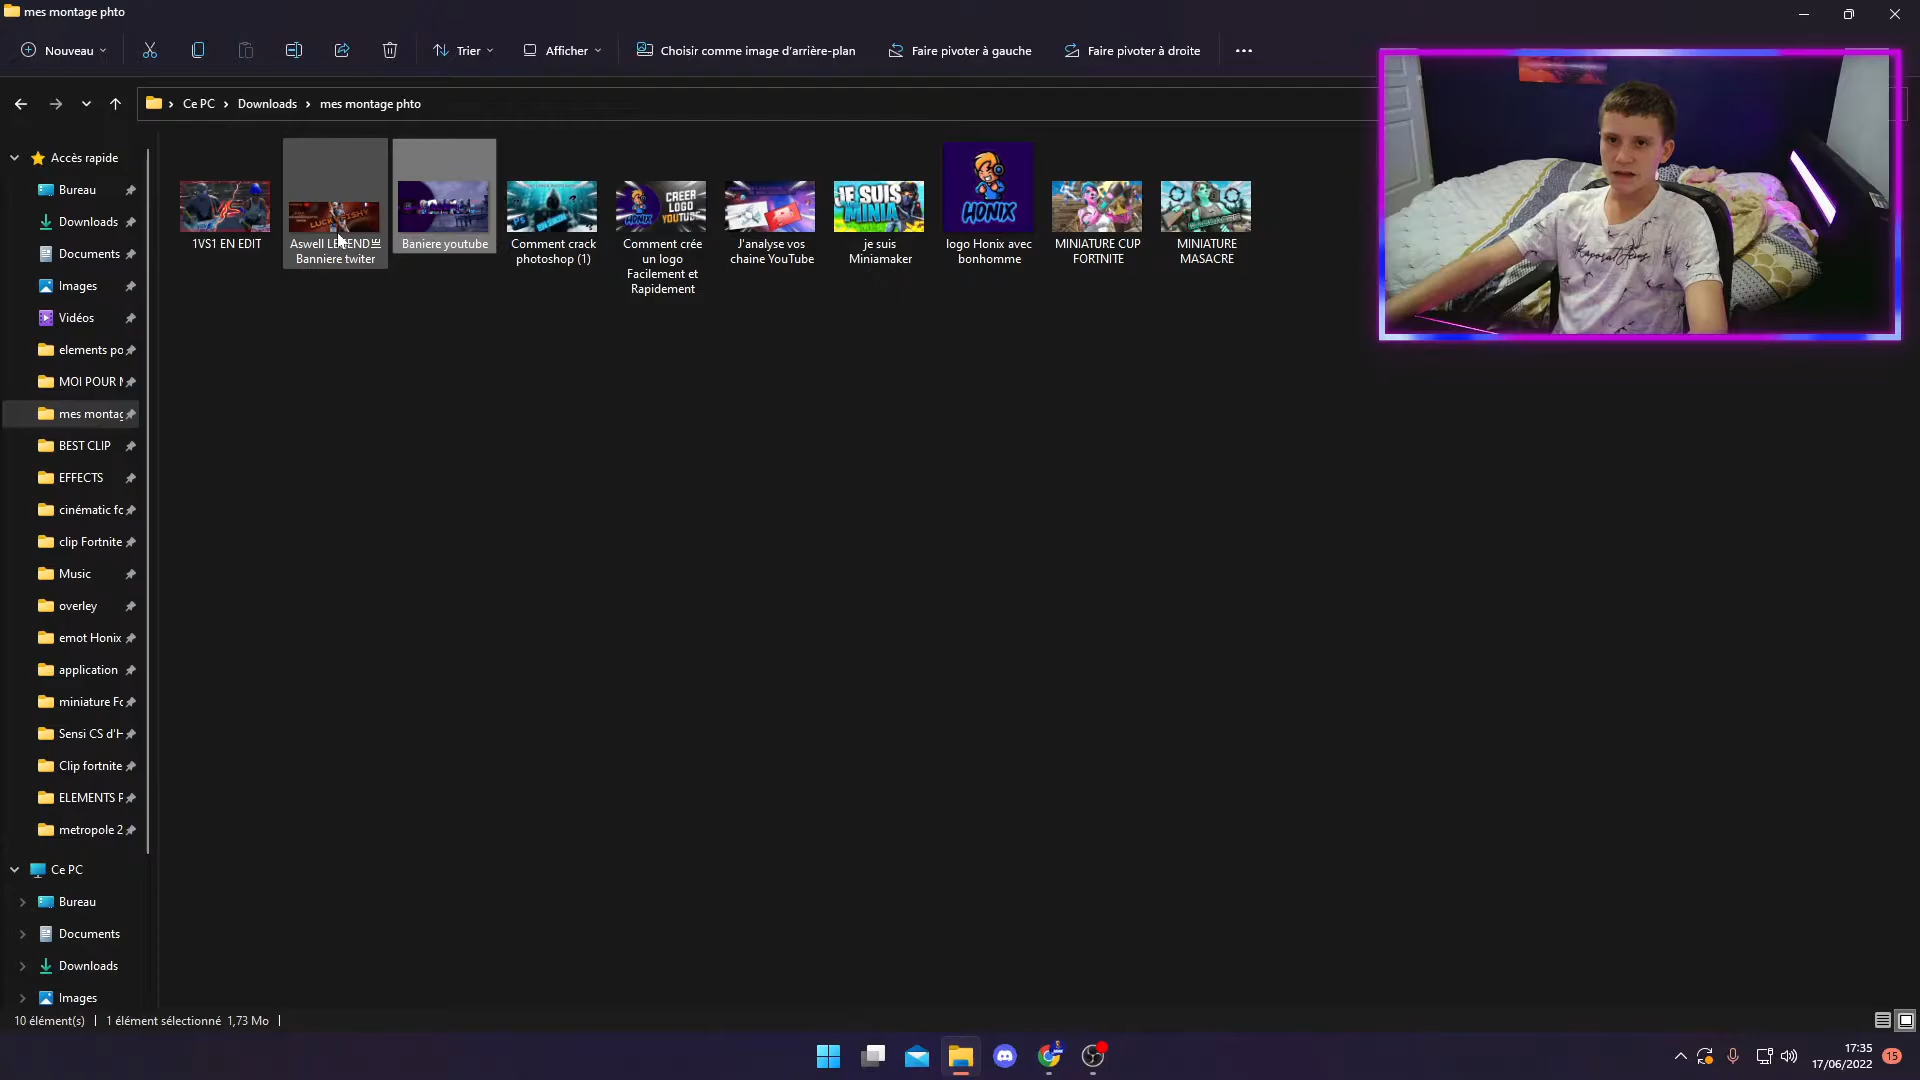 mes montage phto
Nouveau
Trier
Afficher
Choisir comme image d'arrière-plan
Faire pivoter à gauche
Faire pivoter à droite
Ce PC > Downloads > mes montage phto
Accès rapide
Bureau
Downloads
Documents
Images
Vidéos
elements po
MOI POUR
mes montag
BEST CLIP
EFFECTS
cinématic fo
clip Fortnite
Music
overley
emot Honix
application
miniature Fo
Sensi CS d'H
Clip fortnite
ELEMENTS P
metropole 2
Ce PC
Bureau
Documents
Downloads
Images
VS
1VS1 EN EDIT
Aswell
Banniere twiter
Baniere youtube
Comment crack
photoshop (1)
CREER
LOGO
YOUTUBE
Comment crée
un logo
Facilement et
Rapidement
J'analyse vos
chaine YouTube
JE SUIS
MINIA
je suis
Miniamaker
HONIX
logo Honix avec
bonhomme
MINIATURE CUP
FORTNITE
MINIATURE
MASACRE
10 élément(s)
1 élément sélectionné 1,73 Mo
17:35
17/06/2022
15